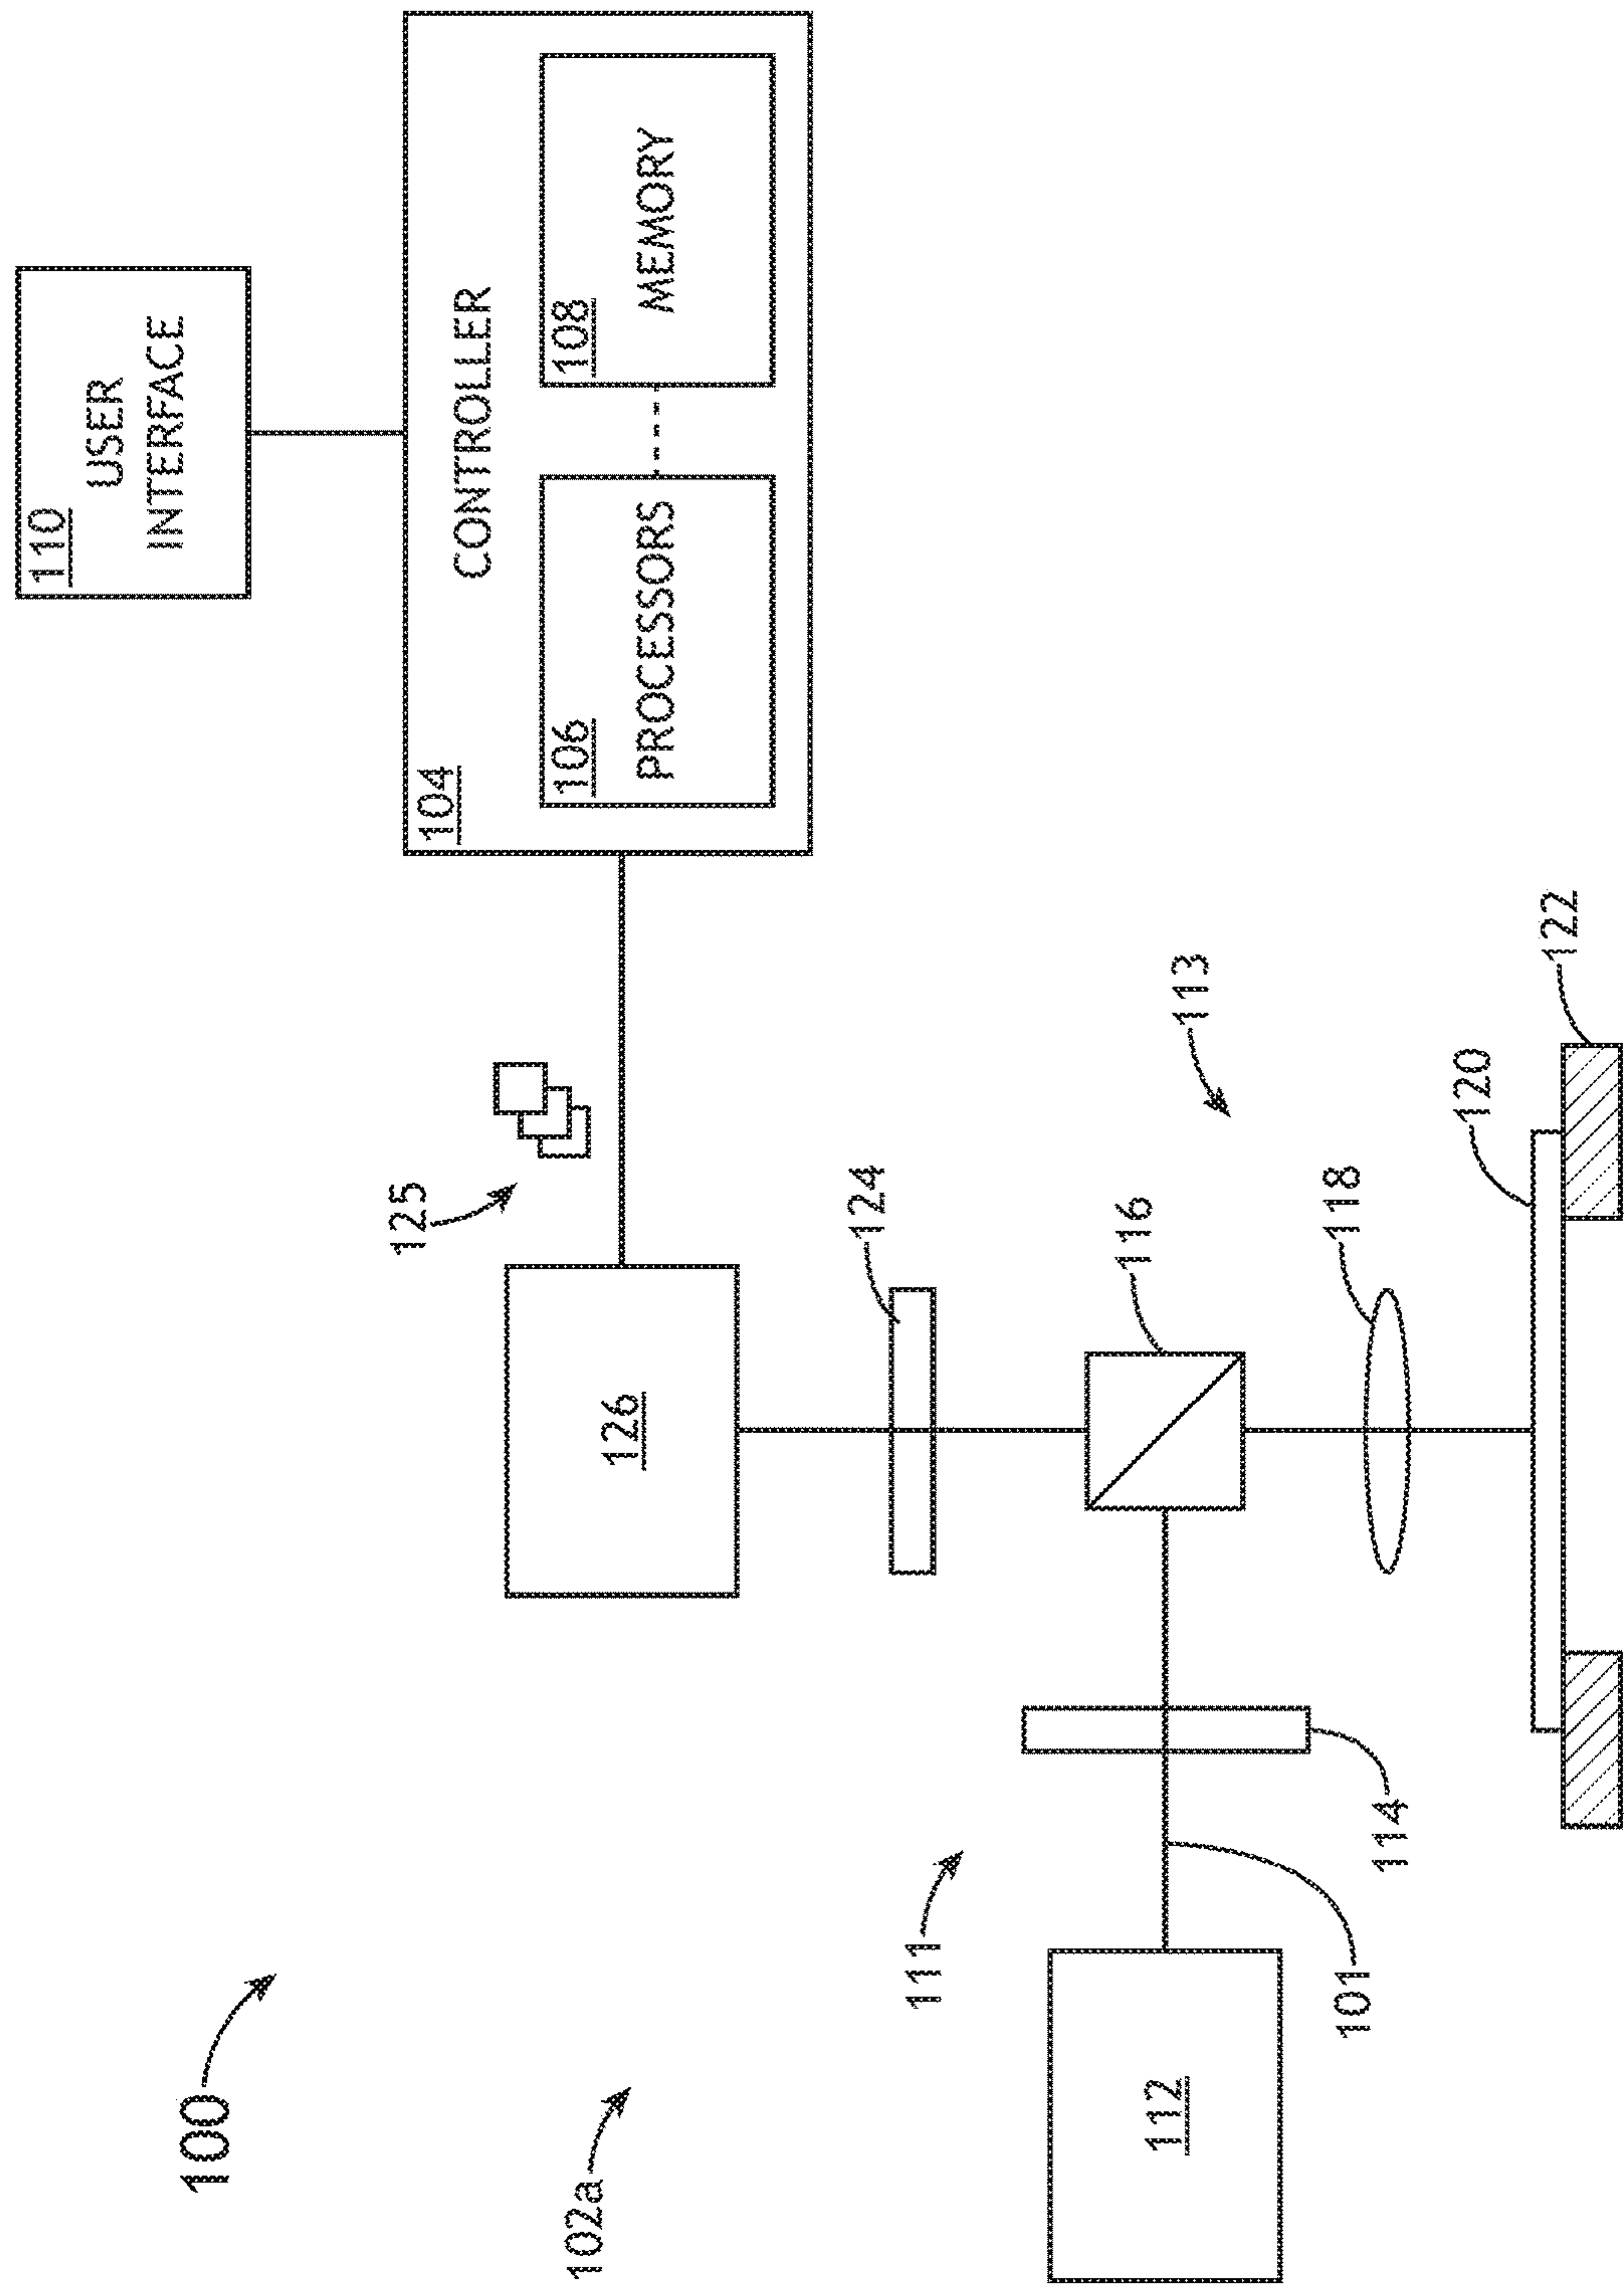 100
102a
110
USER
INTERFACE
104
CONTROLLER
106
PROCESSORS
108
MEMORY
125
126
124
111
113
116
112
101
114
118
120
122